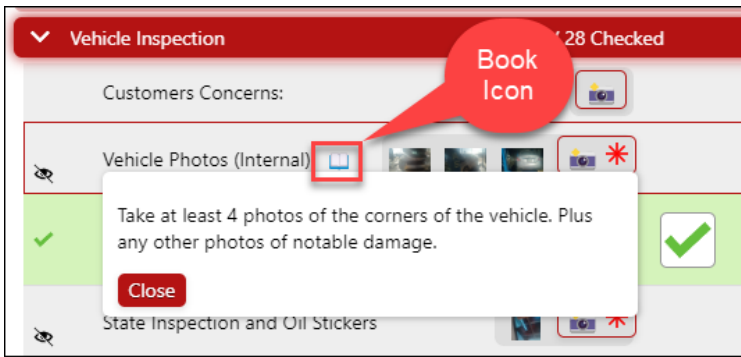 Vehicle Inspection
/ 28 Checked
Book
Icon
Customers Concerns:
Vehicle Photos (Internal)
Take at least 4 photos of the corners of the vehicle. Plus
any other photos of notable damage.
Close
State Inspection and Oil Stickers